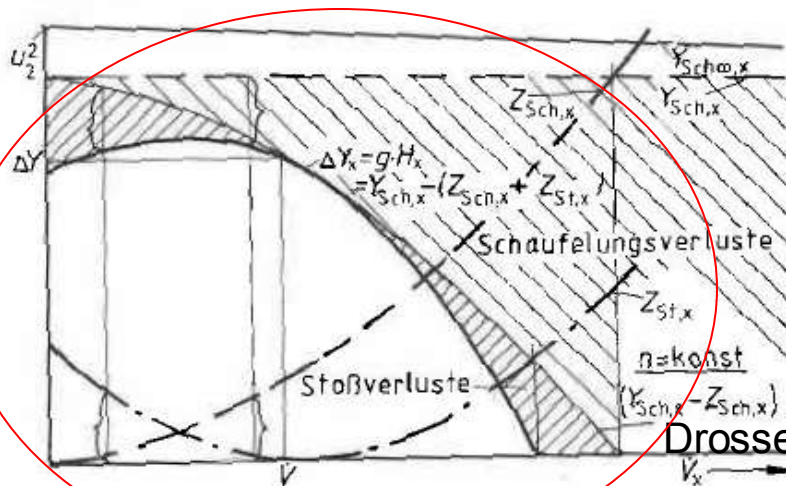 u₂²
Y_Sch∞,x
Z_Sch,x
Y_Sch,x
ΔY
ΔY_x = g·H_x
= Y_Sch,x - (Z_Sch,x + Z_St,x)
Schaufelungsverluste
Z_St,x
n=konst
Stoßverluste
(Y_Sch,x - Z_Sch,x)
Drosse
V̇
V̇_x